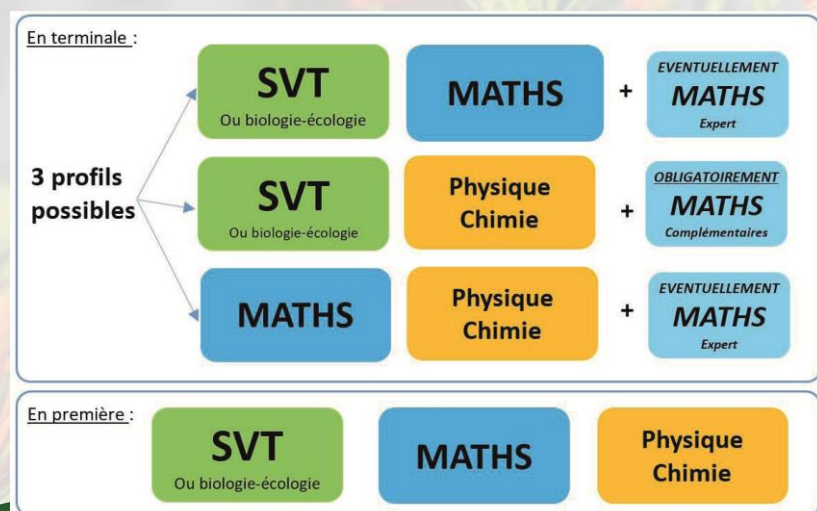 En terminale :
SVT
Ou biologie-écologie
MATHS
+
EVENTUELLEMENT
MATHS
Expert
3 profils
possibles
SVT
Ou biologie-écologie
Physique
Chimie
+
OBLIGATOIREMENT
MATHS
Complémentaires
MATHS
Physique
Chimie
+
EVENTUELLEMENT
MATHS
Expert
En première :
SVT
Ou biologie-écologie
MATHS
Physique
Chimie